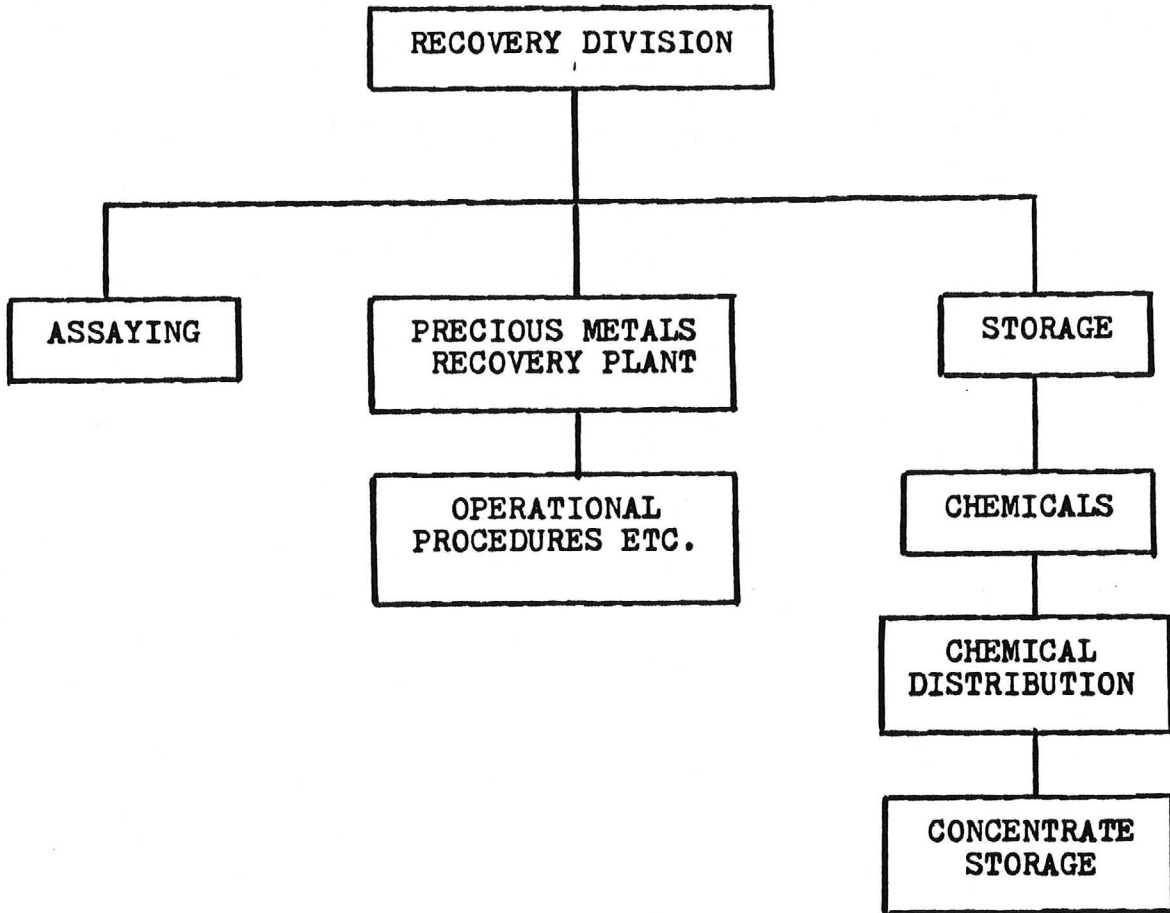 RECOVERY DIVISION
ASSAYING
PRECIOUS METALS
RECOVERY PLANT
STORAGE
OPERATIONAL
PROCEDURES ETC.
CHEMICALS
CHEMICAL
DISTRIBUTION
CONCENTRATE
STORAGE